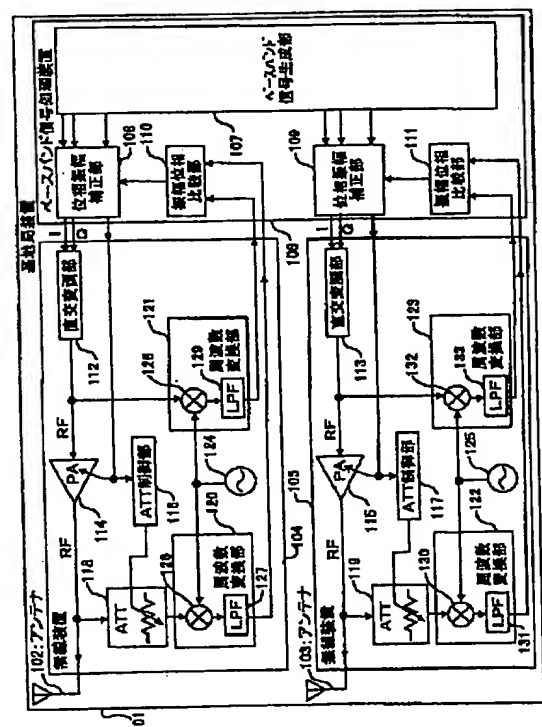 基地局装置
101
ベースバンド信号処理装置
106
ベースバンド
信号生成部
107
位相振幅
補正部
108
振幅位相
比較部
110
位相振幅
補正部
109
振幅位相
比較部
111
無線装置
104
102:アンテナ
I
Q
直交変調部
112
RF
PA
114
RF
ATT制御部
116
ATT
118
周波数
変換部
120
126
LPF
127
124
周波数
変換部
121
128
LPF
129
無線装置
105
103:アンテナ
I
Q
直交変調部
113
RF
PA
115
RF
ATT制御部
117
ATT
119
周波数
変換部
122
130
LPF
131
125
周波数
変換部
123
132
LPF
133